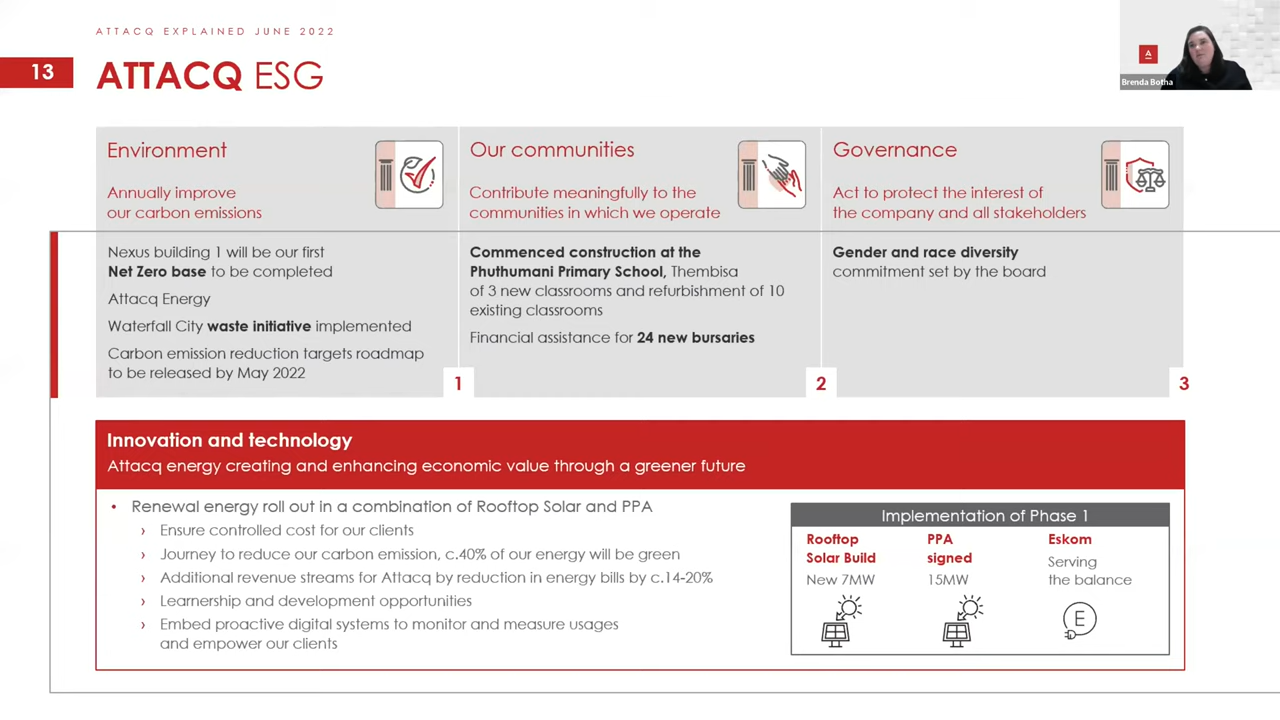 ATTACQ EXPLAINED JUNE 2022
13
ATTACQ ESG
Brenda Botha
Environment
Annually improve
our carbon emissions
Nexus building 1 will be our first
Net Zero base to be completed
Attacq Energy
Waterfall City waste initiative implemented
Carbon emission reduction targets roadmap
to be released by May 2022
1
Our communities
Contribute meaningfully to the
communities in which we operate
Commenced construction at the
Phuthumani Primary School, Thembisa
of 3 new classrooms and refurbishment of 10
existing classrooms
Financial assistance for 24 new bursaries
2
Governance
Act to protect the interest of
the company and all stakeholders
Gender and race diversity
commitment set by the board
3
Innovation and technology
Attacq energy creating and enhancing economic value through a greener future
• Renewal energy roll out in a combination of Rooftop Solar and PPA
› Ensure controlled cost for our clients
› Journey to reduce our carbon emission, c.40% of our energy will be green
› Additional revenue streams for Attacq by reduction in energy bills by c.14-20%
› Learnership and development opportunities
› Embed proactive digital systems to monitor and measure usages
and empower our clients
Implementation of Phase 1
Rooftop
Solar Build
New 7MW
PPA
signed
15MW
Eskom
Serving
the balance
E